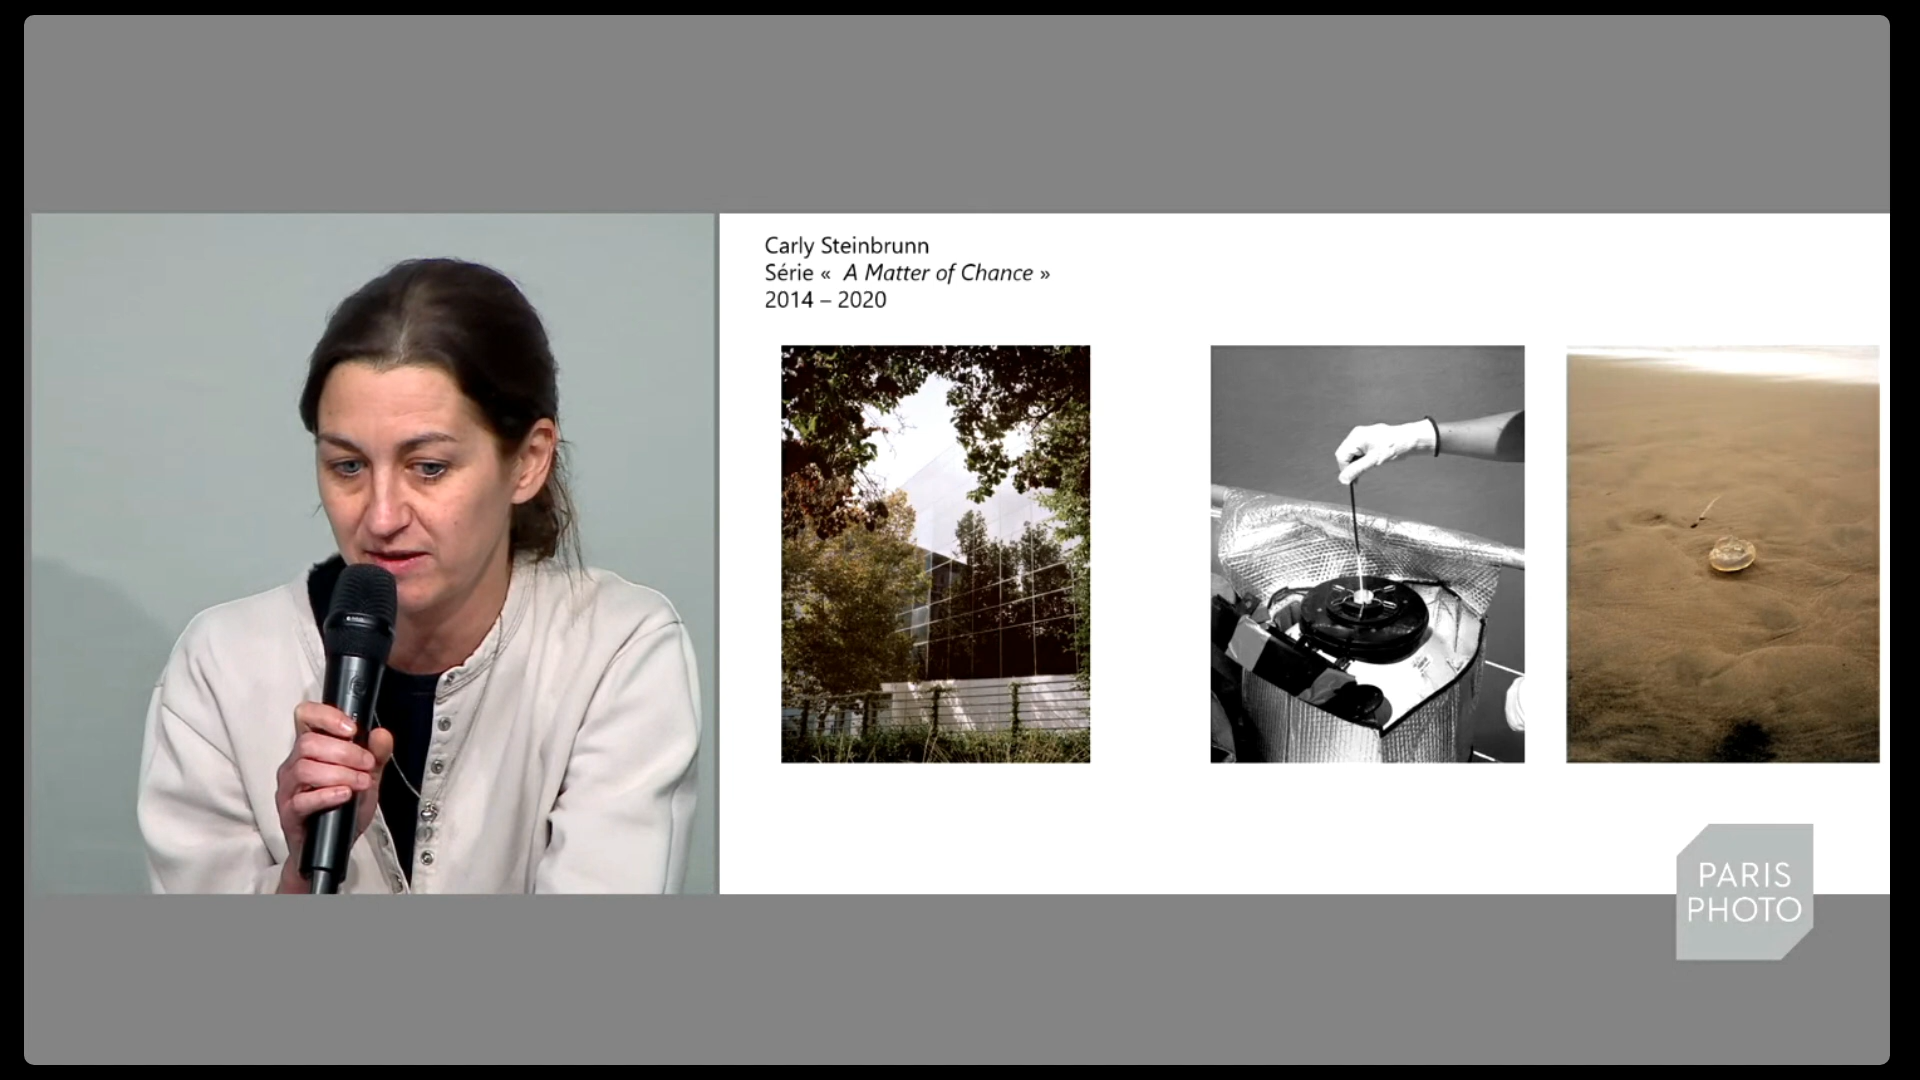 Carly Steinbrunn
Série «  A Matter of Chance »
2014 – 2020
PARIS
PHOTO